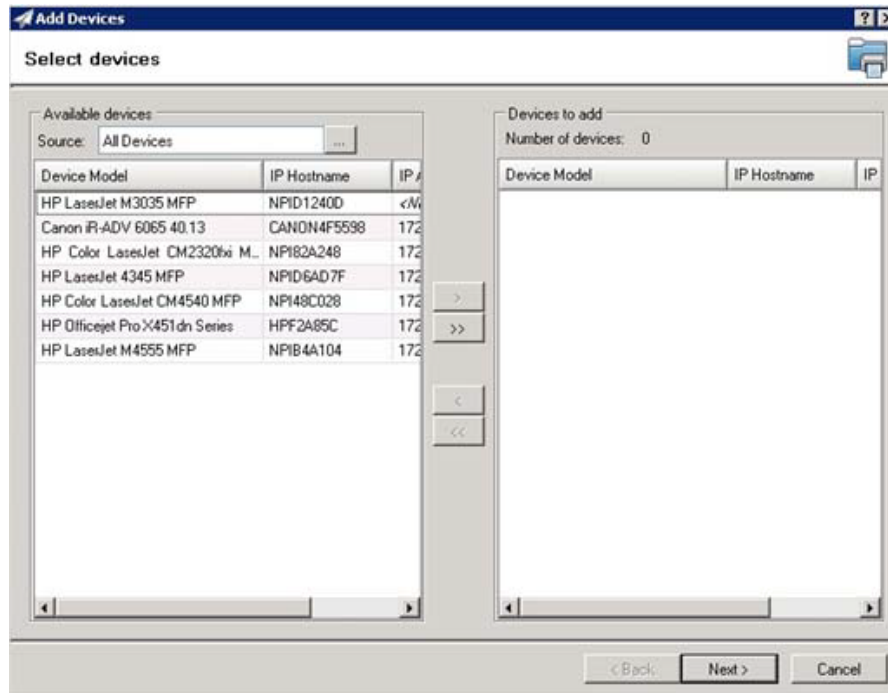 Add Devices
Select devices
Available devices
Source: All Devices ...
Device Model IP Hostname IP
HP LaserJet M3035 MFP NPID1240D
Canon iR-ADV 6065 40.13 CANON4F5598 172
HP Color LaserJet CM2320fxi M... NPI82A248 172
HP LaserJet 4345 MFP NPID6AD7F 172
HP Color LaserJet CM4540 MFP NPI48C028 172
HP Officejet Pro X451dn Series HPF2A85C 172
HP LaserJet M4555 MFP NPIB4A104 172
>
>>
<
<<
Devices to add
Number of devices: 0
Device Model IP Hostname IP
< Back Next > Cancel